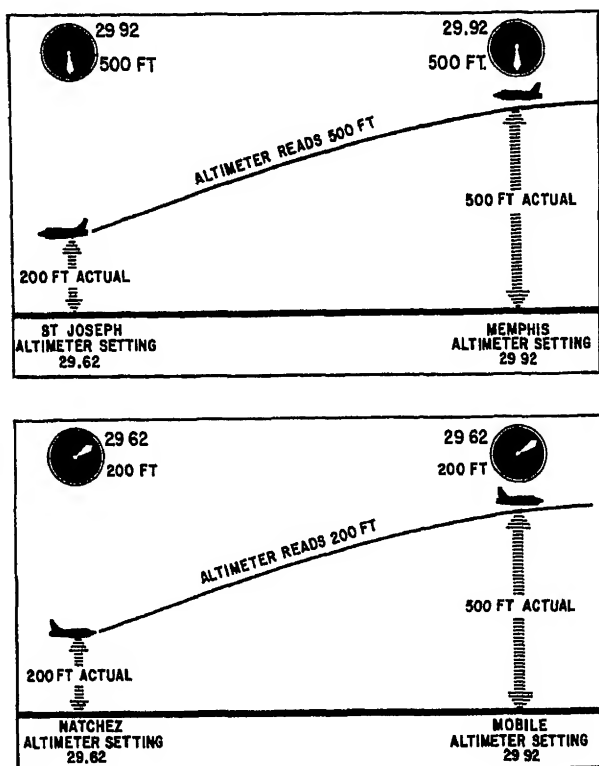 29 92
500 FT
29.92
500 FT.
ALTIMETER READS 500 FT
500 FT ACTUAL
200 FT ACTUAL
ST JOSEPH
ALTIMETER SETTING
29.62
MEMPHIS
ALTIMETER SETTING
29 92
29 62
200 FT
29 62
200 FT
ALTIMETER READS 200 FT
500 FT ACTUAL
200 FT ACTUAL
NATCHEZ
ALTIMETER SETTING
29.62
MOBILE
ALTIMETER SETTING
29 92